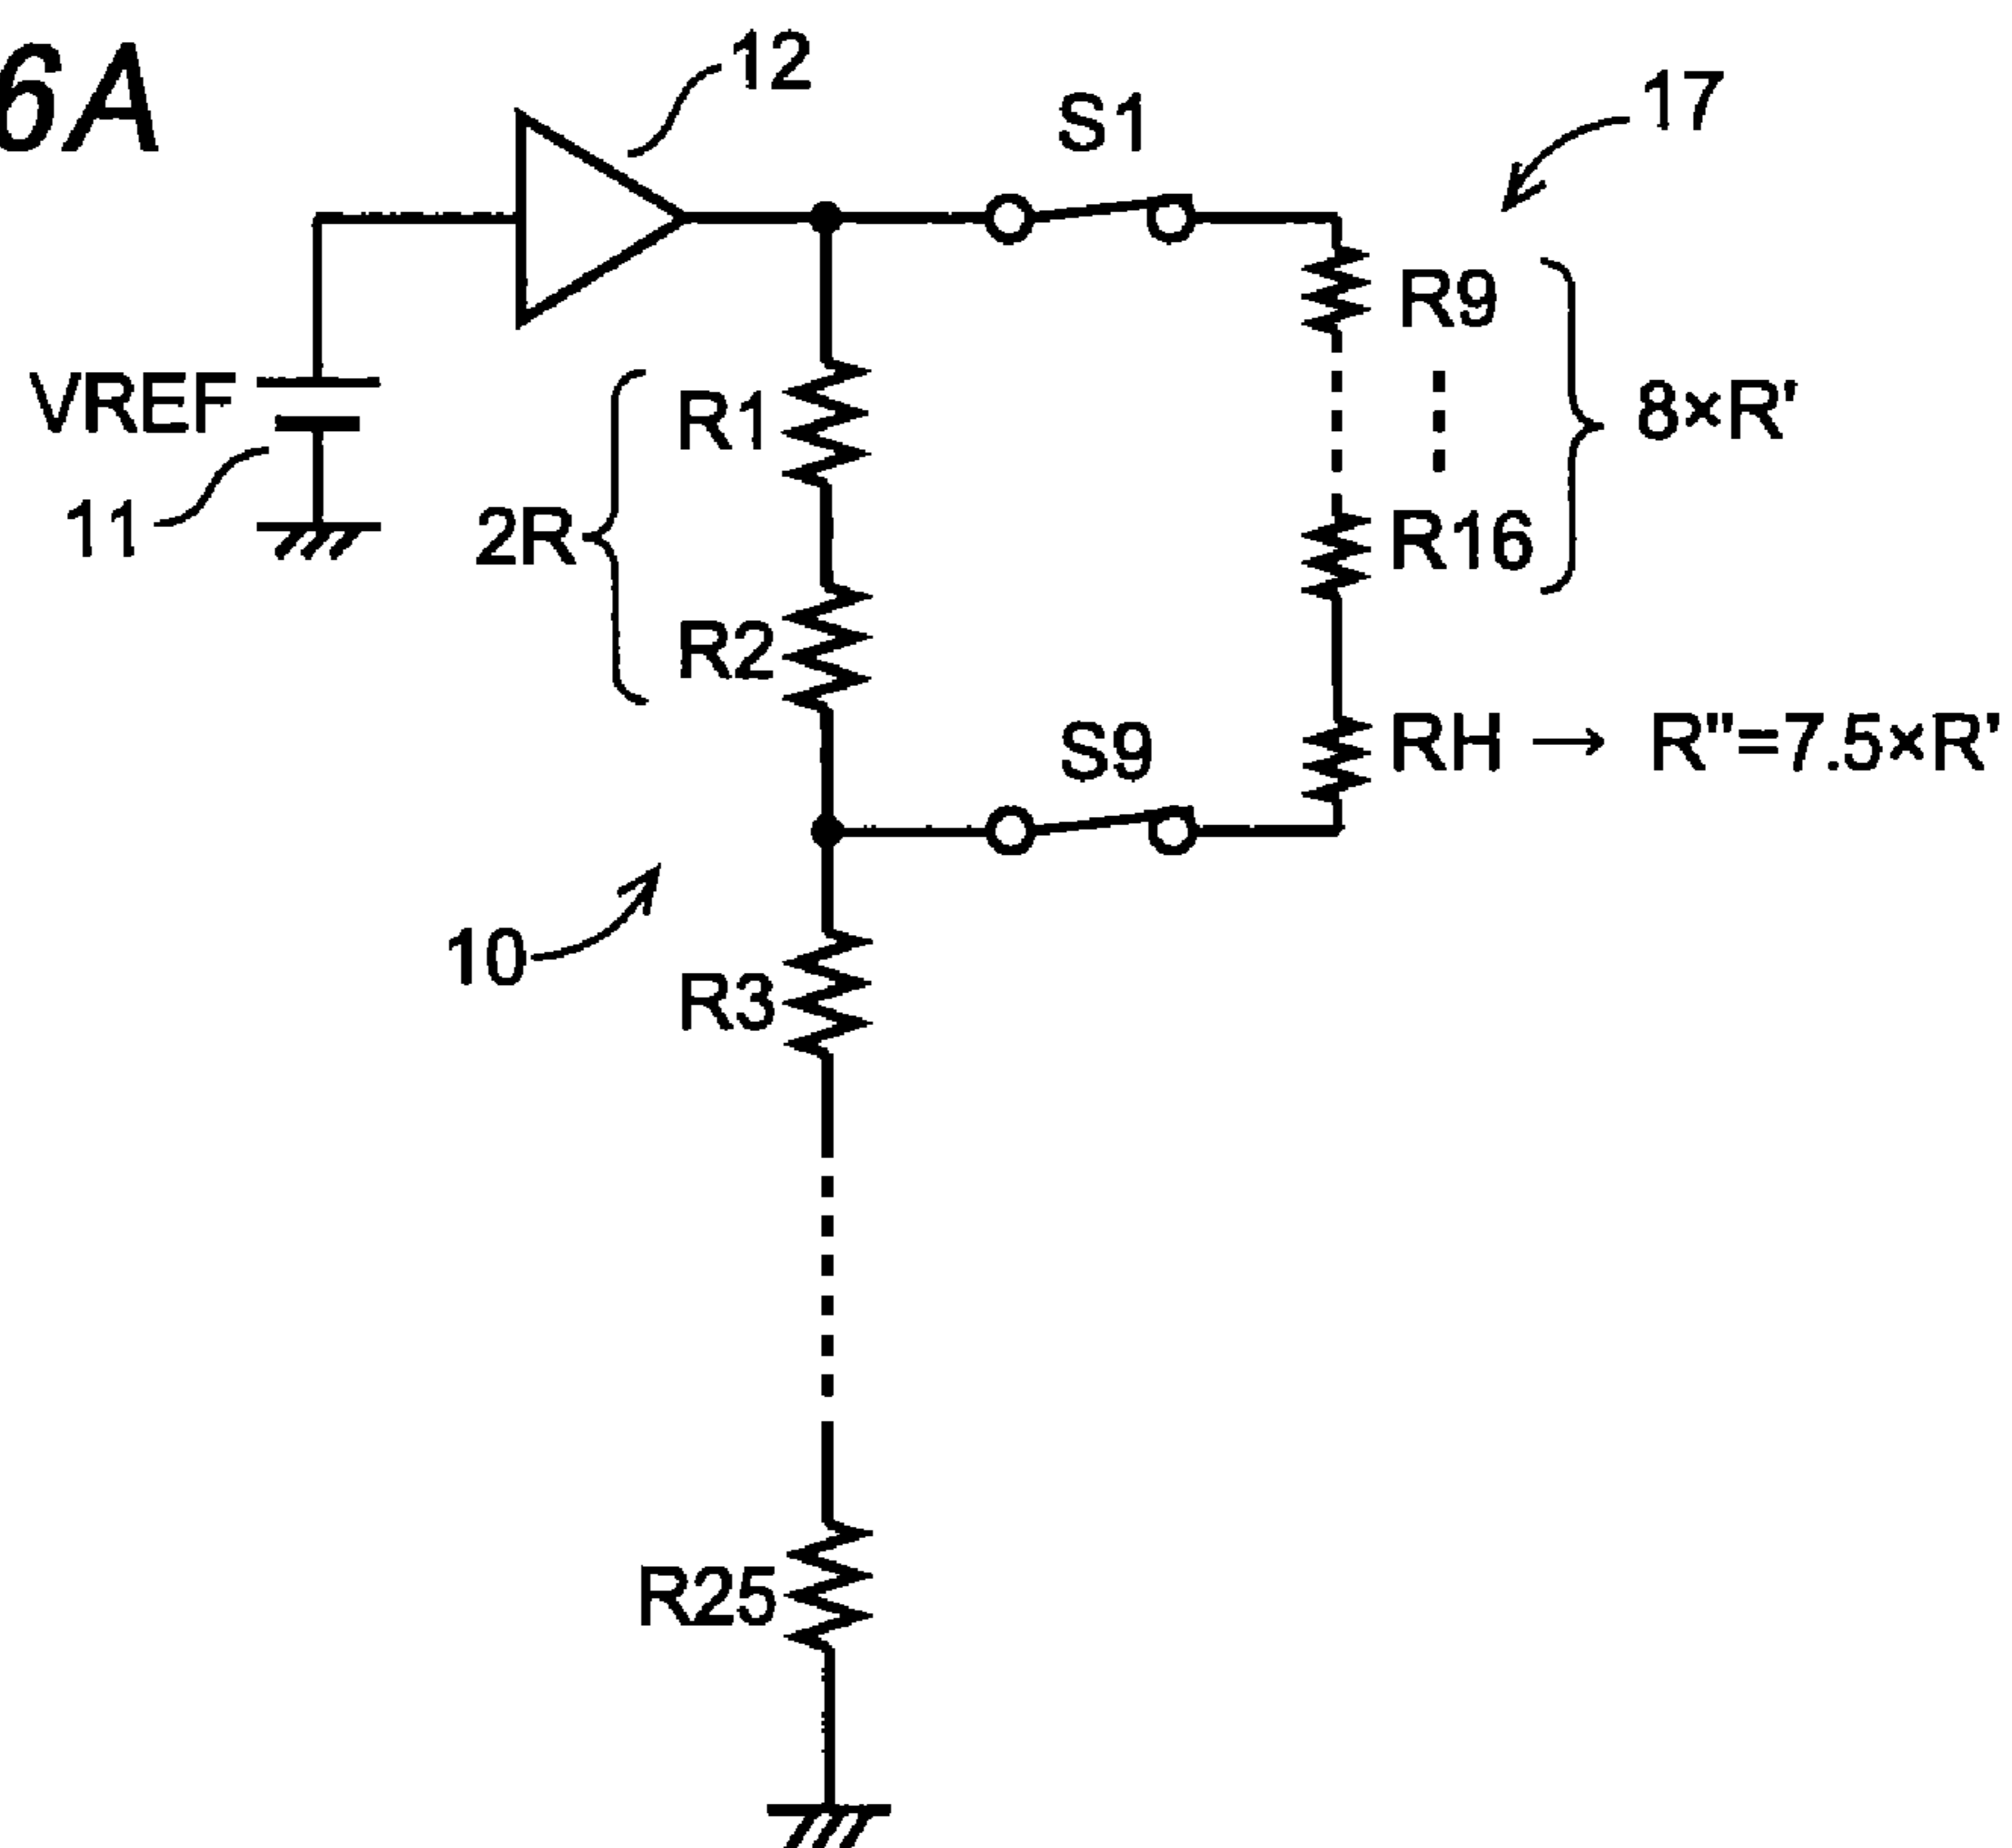 6A
12
S1
17
R9
VREF
R1
8×R'
11
2R
R16
R2
S9
RH → R"=7.5×R'
10
R3
R25